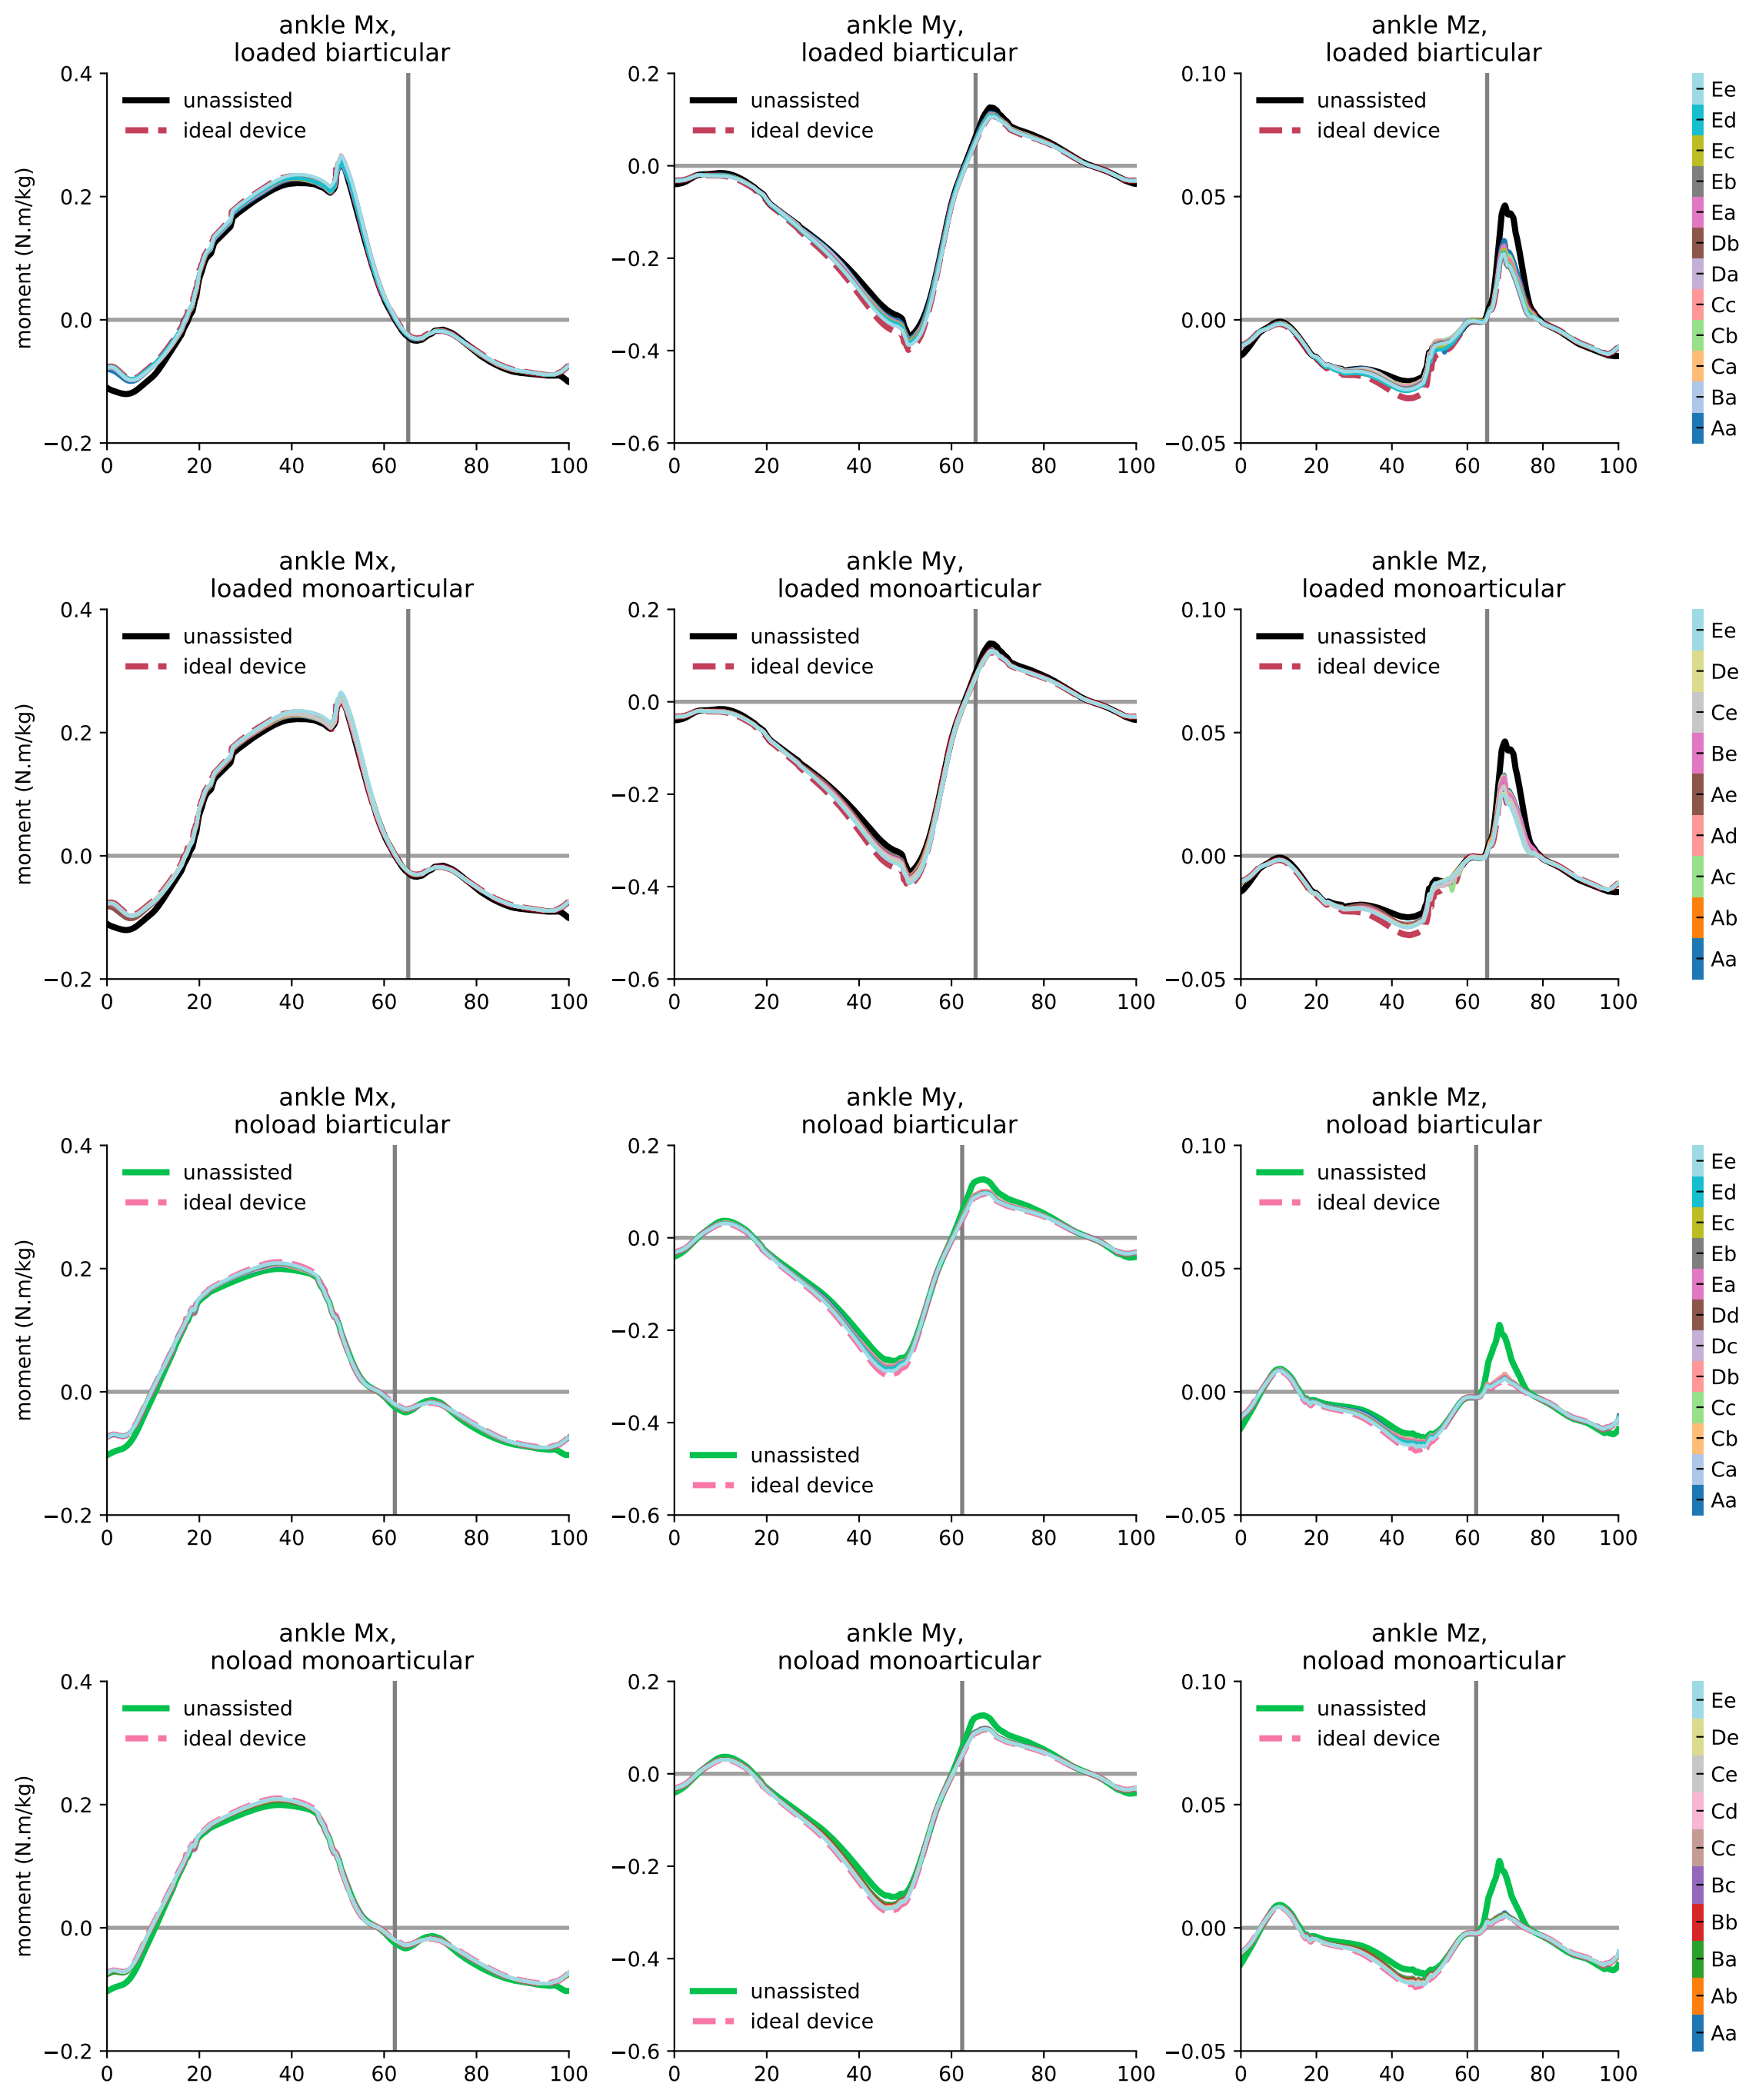 ankle Mx,
loaded biarticular
ankle My,
loaded biarticular
ankle Mz,
loaded biarticular
moment (N.m/kg)
0.4
0.2
0.0
−0.2
0 20 40 60 80 100
unassisted
ideal device
0.2
0.0
−0.2
−0.4
−0.6
0 20 40 60 80 100
unassisted
ideal device
0.10
0.05
0.00
−0.05
0 20 40 60 80 100
unassisted
ideal device
Ee
Ed
Ec
Eb
Ea
Db
Da
Cc
Cb
Ca
Ba
Aa
ankle Mx,
loaded monoarticular
ankle My,
loaded monoarticular
ankle Mz,
loaded monoarticular
moment (N.m/kg)
0.4
0.2
0.0
−0.2
0 20 40 60 80 100
unassisted
ideal device
0.2
0.0
−0.2
−0.4
−0.6
0 20 40 60 80 100
unassisted
ideal device
0.10
0.05
0.00
−0.05
0 20 40 60 80 100
unassisted
ideal device
Ee
De
Ce
Be
Ae
Ad
Ac
Ab
Aa
ankle Mx,
noload biarticular
ankle My,
noload biarticular
ankle Mz,
noload biarticular
moment (N.m/kg)
0.4
0.2
0.0
−0.2
0 20 40 60 80 100
unassisted
ideal device
0.2
0.0
−0.2
−0.4
−0.6
0 20 40 60 80 100
unassisted
ideal device
0.10
0.05
0.00
−0.05
0 20 40 60 80 100
unassisted
ideal device
Ee
Ed
Ec
Eb
Ea
Dd
Dc
Db
Cc
Cb
Ca
Aa
ankle Mx,
noload monoarticular
ankle My,
noload monoarticular
ankle Mz,
noload monoarticular
moment (N.m/kg)
0.4
0.2
0.0
−0.2
0 20 40 60 80 100
unassisted
ideal device
0.2
0.0
−0.2
−0.4
−0.6
0 20 40 60 80 100
unassisted
ideal device
0.10
0.05
0.00
−0.05
0 20 40 60 80 100
unassisted
ideal device
Ee
De
Ce
Cd
Cc
Bc
Bb
Ba
Ab
Aa